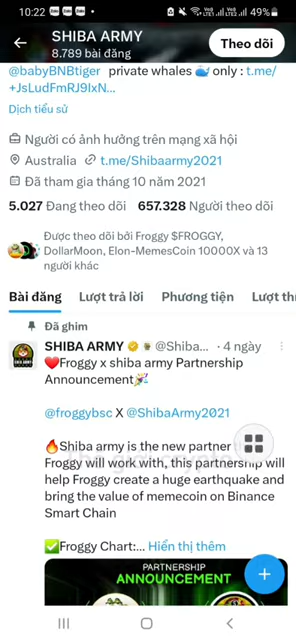 10:22
Zalo Zalo Zalo
LTE1 LTE2 49%
SHIBA ARMY
8.789 bài đăng
Theo dõi
@babyBNBtiger private whales 🐳 only : t.me/
+JsLudFmRJ9IxN...
Dịch tiểu sử
Người có ảnh hưởng trên mạng xã hội
Australia t.me/Shibaarmy2021
Đã tham gia tháng 10 năm 2021
5.027 Đang theo dõi 657.328 Người theo dõi
Được theo dõi bởi Froggy $FROGGY,
DollarMoon, Elon-MemesCoin 10000X và 13
người khác
Bài đăng Lượt trả lời Phương tiện Lượt th
Đã ghim
SHIBA ARMY @Shiba... · 4 ngày
❤️Froggy x shiba army Partnership
Announcement🎉
@froggybsc X @ShibaArmy2021
🔥Shiba army is the new partner
Froggy will work with, this partnership will
help Froggy create a huge earthquake and
bring the value of memecoin on Binance
Smart Chain
✅Froggy Chart:... Hiển thị thêm
PARTNERSHIP
ANNOUNCEMENT